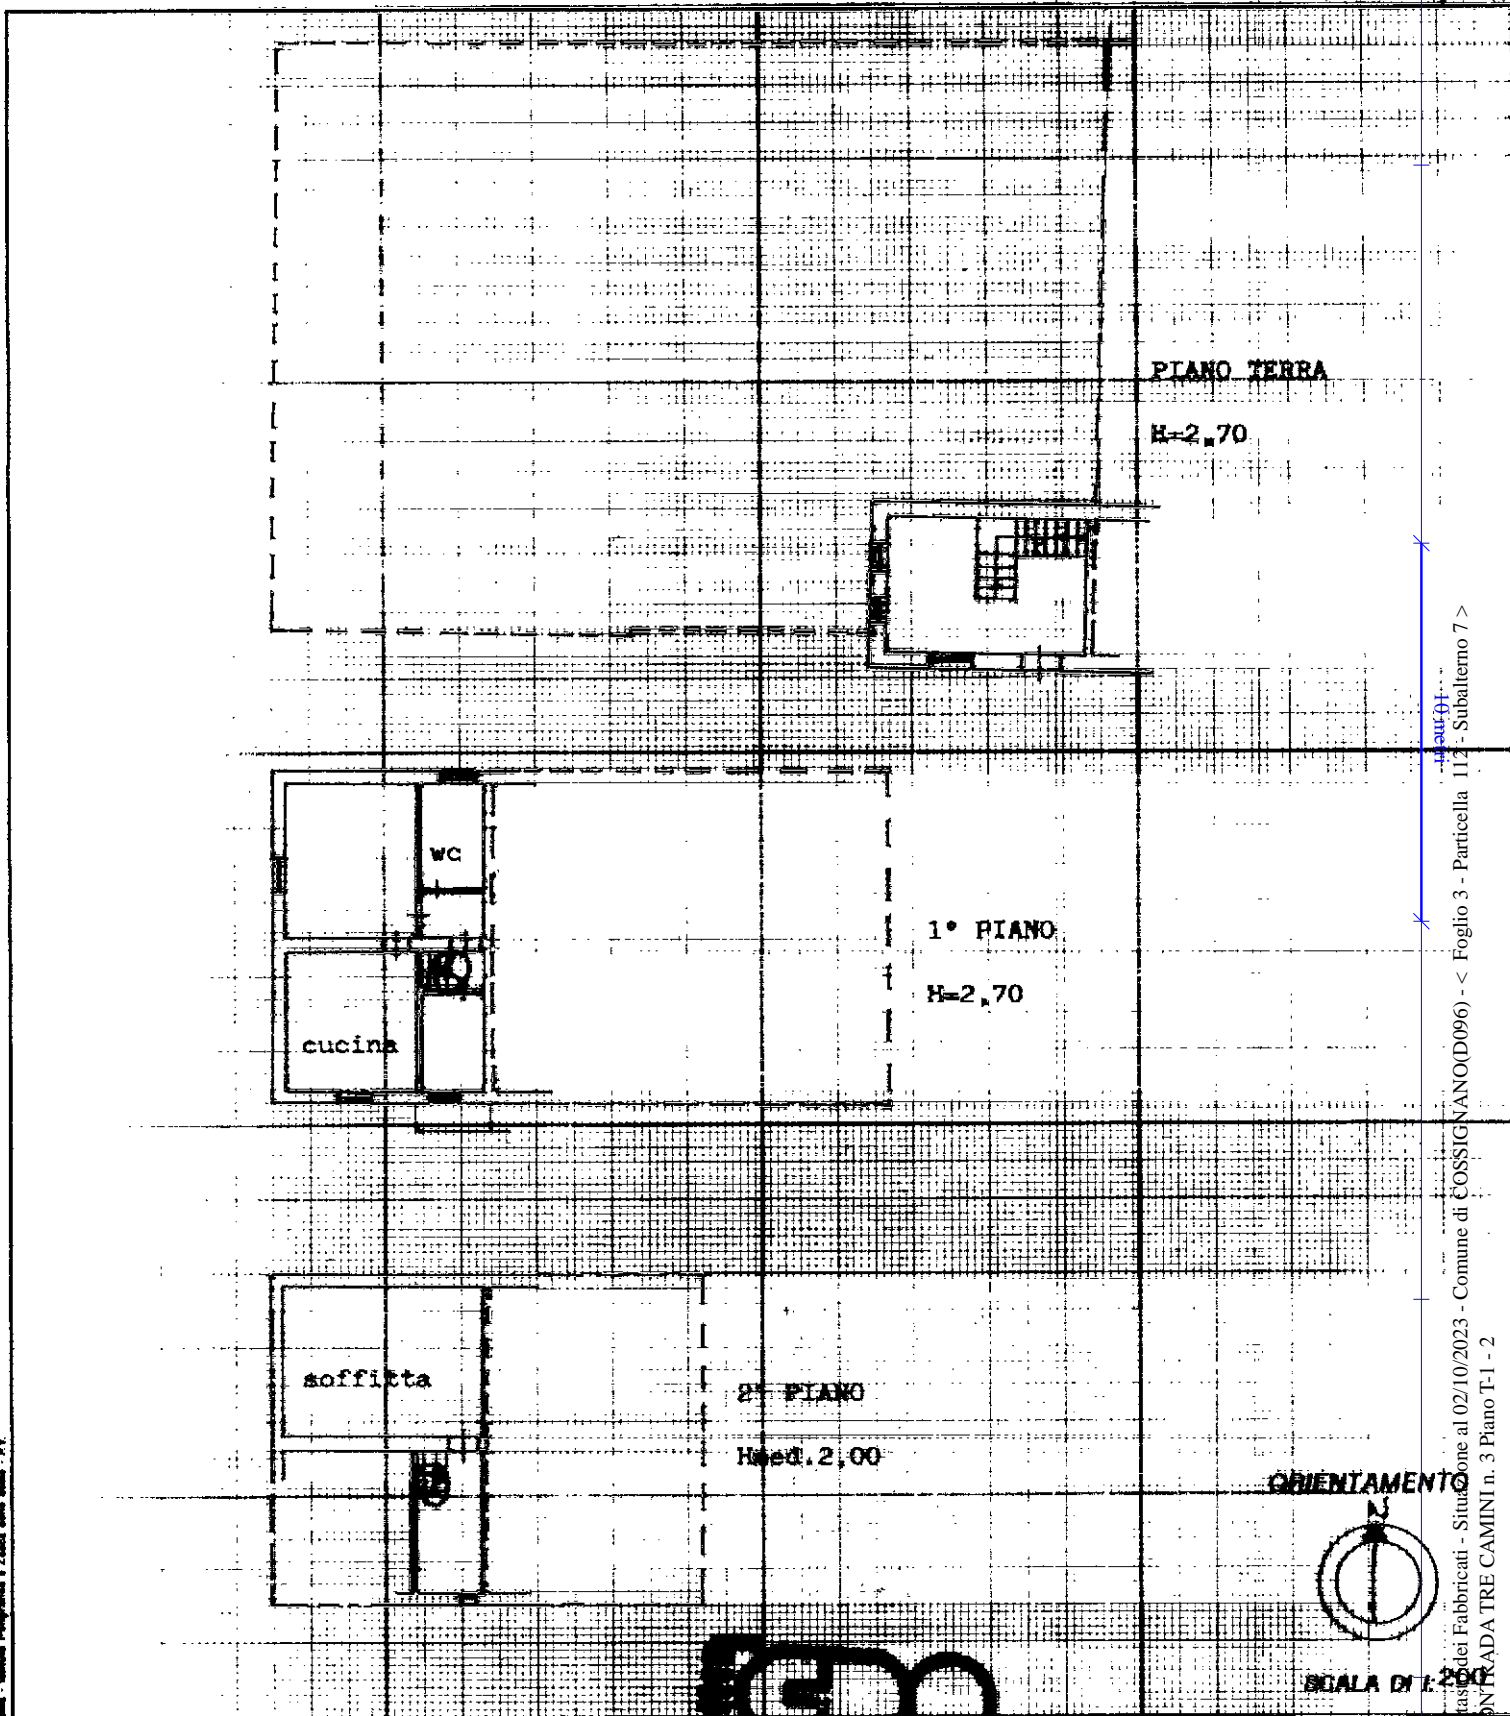 PIANO TERRA
H=2,70
wc
1° PIANO
H=2,70
cucina
soffitta
2° PIANO
Hmed.2,00
ORIENTAMENTO
N
SCALA DI 1:200
10 metri
tasto dei Fabbricati - Situazione al 02/10/2023 - Comune di COSSIGNANO(D096) - < Foglio 3 - Particella 112 - Subalterno 7 >
ONTRADA TRE CAMINI n. 3 Piano T-1 - 2